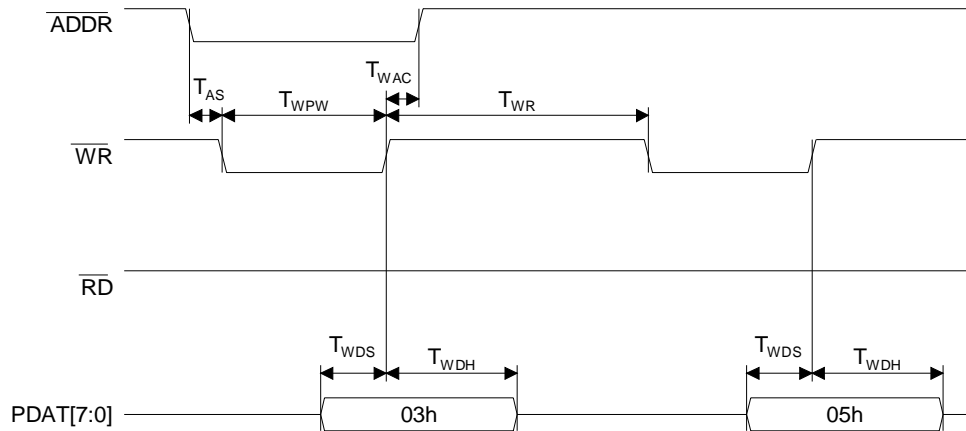 ADDR
T_WAC
T_AS
T_WPW
T_WR
WR
RD
T_WDS
T_WDH
T_WDS
T_WDH
PDAT[7:0]
03h
05h